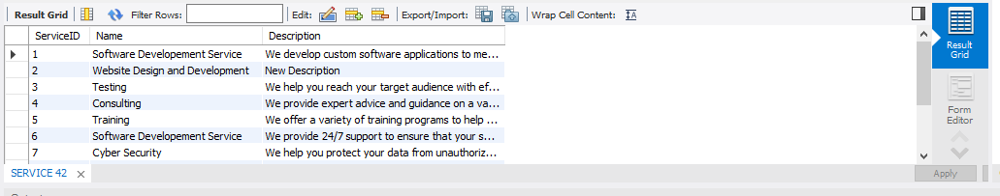 Result Grid Filter Rows: Edit: Export/Import: Wrap Cell Content:
ServiceID Name Description
1 Software Developement Service We develop custom software applications to me...
2 Website Design and Development New Description
3 Testing We help you reach your target audience with ef...
4 Consulting We provide expert advice and guidance on a va...
5 Training We offer a variety of training programs to help ...
6 Software Developement Service We provide 24/7 support to ensure that your s...
7 Cyber Security We help you protect your data from unauthoriz...
Result
Grid
Form
Editor
SERVICE 42
Apply